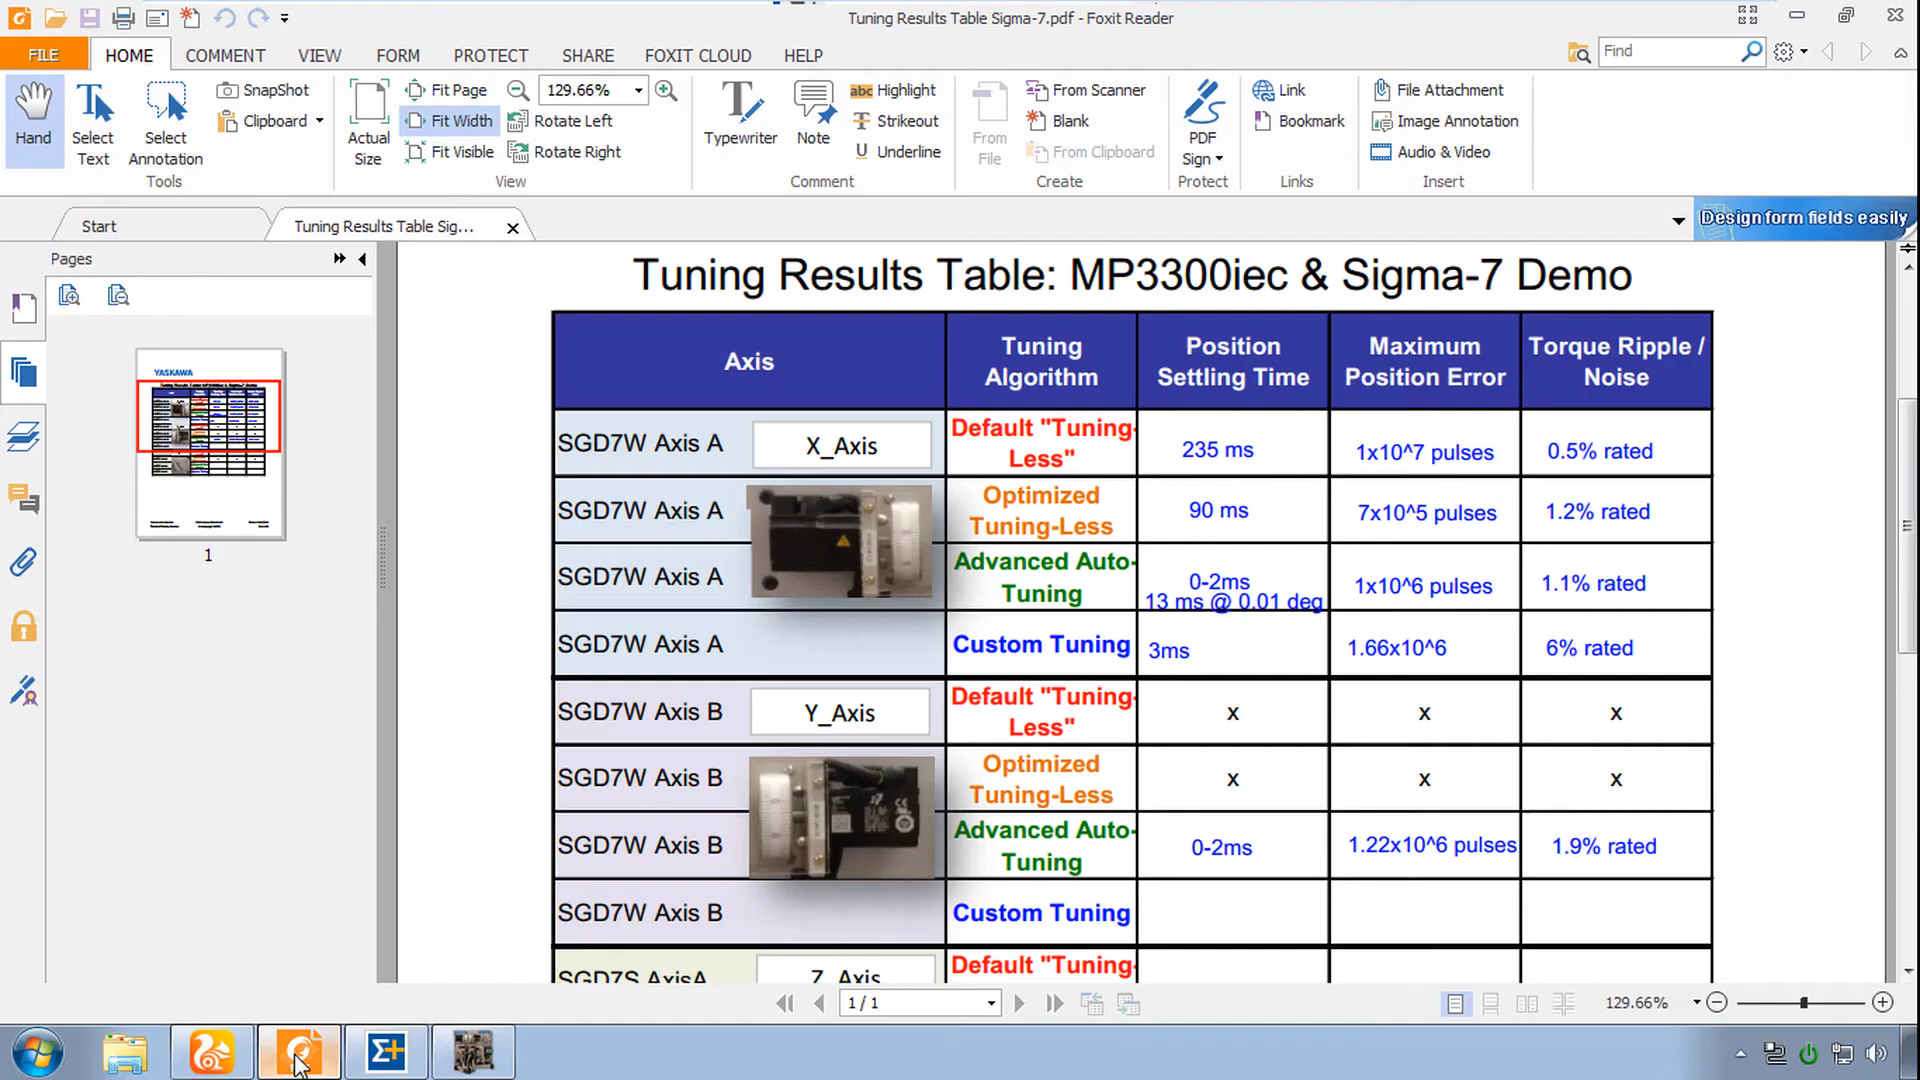 Tuning Results Table Sigma-7.pdf - Foxit Reader
FILE
HOME
COMMENT
VIEW
FORM
PROTECT
SHARE
FOXIT CLOUD
HELP
Find
Hand
Select
Text
Select
Annotation
SnapShot
Clipboard
Tools
Actual
Size
Fit Page
Fit Width
Fit Visible
129.66%
Rotate Left
Rotate Right
View
Typewriter
Note
abc Highlight
T Strikeout
U Underline
Comment
From
File
From Scanner
Blank
From Clipboard
Create
PDF
Sign
Protect
Link
Bookmark
Links
File Attachment
Image Annotation
Audio & Video
Insert
Start
Tuning Results Table Sig...
Design form fields easily
Pages
YASKAWA
1
Tuning Results Table: MP3300iec & Sigma-7 Demo
Axis
Tuning
Algorithm
Position
Settling Time
Maximum
Position Error
Torque Ripple /
Noise
SGD7W Axis A
X_Axis
Default "Tuning-
Less"
235 ms
1x10^7 pulses
0.5% rated
SGD7W Axis A
Optimized
Tuning-Less
90 ms
7x10^5 pulses
1.2% rated
SGD7W Axis A
Advanced Auto-
Tuning
0-2ms
13 ms @ 0.01 deg
1x10^6 pulses
1.1% rated
SGD7W Axis A
Custom Tuning
3ms
1.66x10^6
6% rated
SGD7W Axis B
Y_Axis
Default "Tuning-
Less"
x
x
x
SGD7W Axis B
Optimized
Tuning-Less
x
x
x
SGD7W Axis B
Advanced Auto-
Tuning
0-2ms
1.22x10^6 pulses
1.9% rated
SGD7W Axis B
Custom Tuning
SGD7S AxisA
Z_Axis
Default "Tuning-
1 / 1
129.66%
Σ+